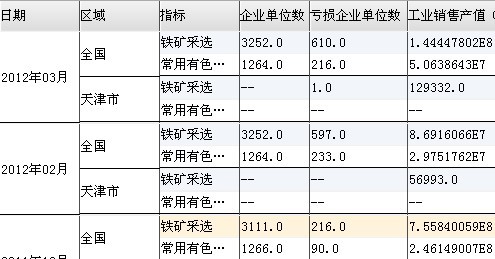 日期 区域 指标 企业单位数 亏损企业单位数 工业销售产值（
2012年03月 全国 铁矿采选 3252.0 610.0 1.44447802E8
常用有色… 1264.0 216.0 5.0638643E7
天津市 铁矿采选 -- 1.0 129332.0
常用有色… -- -- --
2012年02月 全国 铁矿采选 3252.0 597.0 8.6916066E7
常用有色… 1264.0 233.0 2.9751762E7
天津市 铁矿采选 -- -- 56993.0
常用有色… -- -- --
全国 铁矿采选 3111.0 216.0 7.55840059E8
常用有色… 1266.0 90.0 2.46149007E8